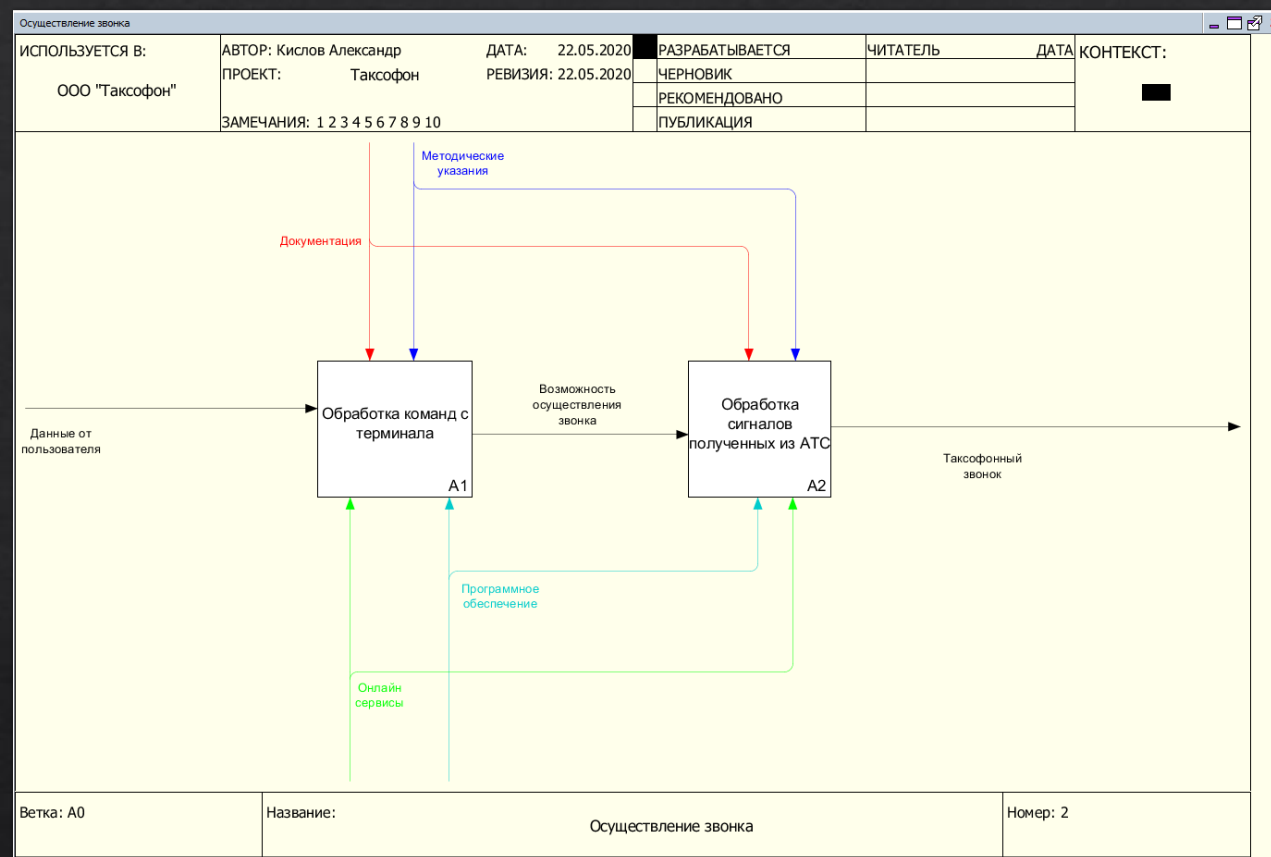 Осуществление звонка
ИСПОЛЬЗУЕТСЯ В:
ООО "Таксофон"
АВТОР: Кислов Александр
ДАТА: 22.05.2020
ПРОЕКТ: Таксофон
РЕВИЗИЯ: 22.05.2020
ЗАМЕЧАНИЯ: 1 2 3 4 5 6 7 8 9 10
РАЗРАБАТЫВАЕТСЯ
ЧЕРНОВИК
РЕКОМЕНДОВАНО
ПУБЛИКАЦИЯ
ЧИТАТЕЛЬ ДАТА
КОНТЕКСТ:
Методические
указания
Документация
Данные от
пользователя
Обработка команд с
терминала
A1
Возможность
осуществления
звонка
Обработка
сигналов
полученных из АТС
A2
Таксофонный
звонок
Программное
обеспечение
Онлайн
сервисы
Ветка: A0
Название:
Осуществление звонка
Номер: 2